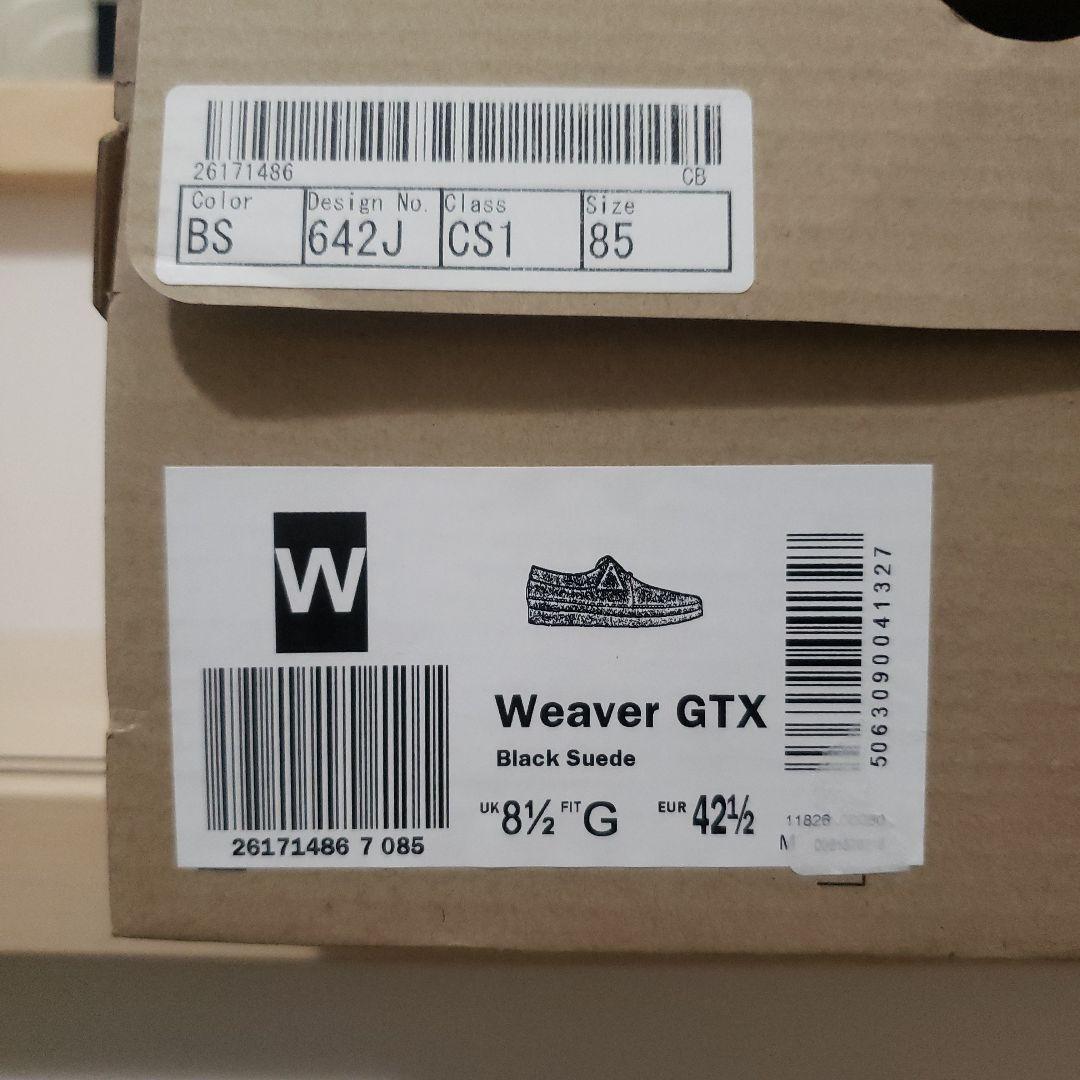 26171486 CB
Color Design No. Class Size
BS 642J CS1 85
W
5063090041327
Weaver GTX
Black Suede
UK 8½ FIT G EUR 42½
26171486 7 085
11826
M